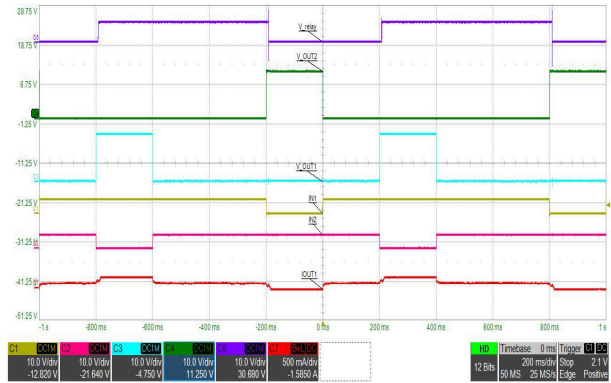 28.75 V
V_relay
C6
18.75 V
V_OUT2
8.75 V
-1.25 V
-11.25 V
V_OUT1
-21.25 V
IN1
IN2
-31.25 V
-41.25 V
IOUT1
-51.25 V
-1 s -800 ms -600 ms -400 ms -200 ms 0 ms 200 ms 400 ms 600 ms 800 ms 1 s
C1 DC1M C2 DC1M C3 DC1M C4 DC1M C6 DC1M C7 BWL DC HD Timebase 0 ms Trigger C1 DC
10.0 V/div 10.0 V/div 10.0 V/div 10.0 V/div 10.0 V/div 500 mA/div 12 Bits 200 ms/div Stop 2.1 V
-12.820 V -21.640 V -4.750 V 11.250 V 30.680 V -1.5850 A 50 MS 25 MS/s Edge Positive